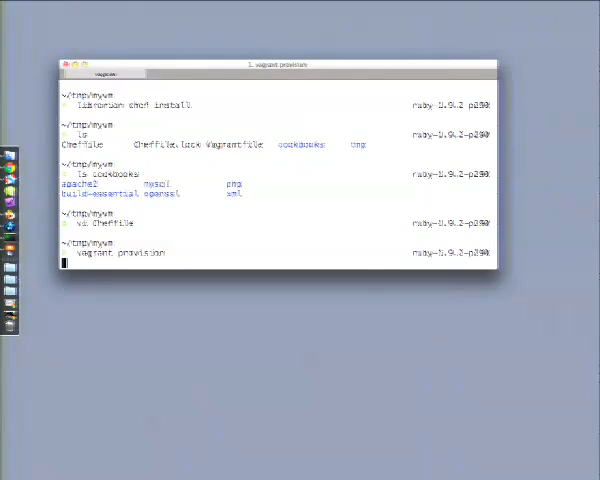 1. vagrant provision
~/tmp/myvm
librarian-chef install ruby-1.9.2-p290
~/tmp/myvm
ls ruby-1.9.2-p290
Cheffile Cheffile.lock Vagrantfile cookbooks tmp
~/tmp/myvm
ls cookbooks ruby-1.9.2-p290
apache2 mysql php
build-essential openssl xml
~/tmp/myvm
vi Cheffile ruby-1.9.2-p290
~/tmp/myvm
vagrant provision ruby-1.9.2-p290